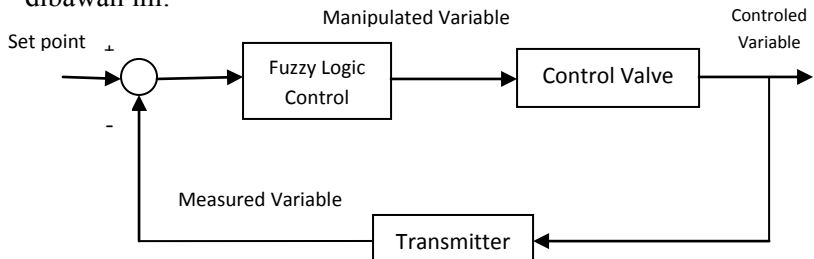 dibawah ini:
Manipulated Variable
Controled
Variable
Set point
+
Fuzzy Logic
Control
Control Valve
-
Measured Variable
Transmitter